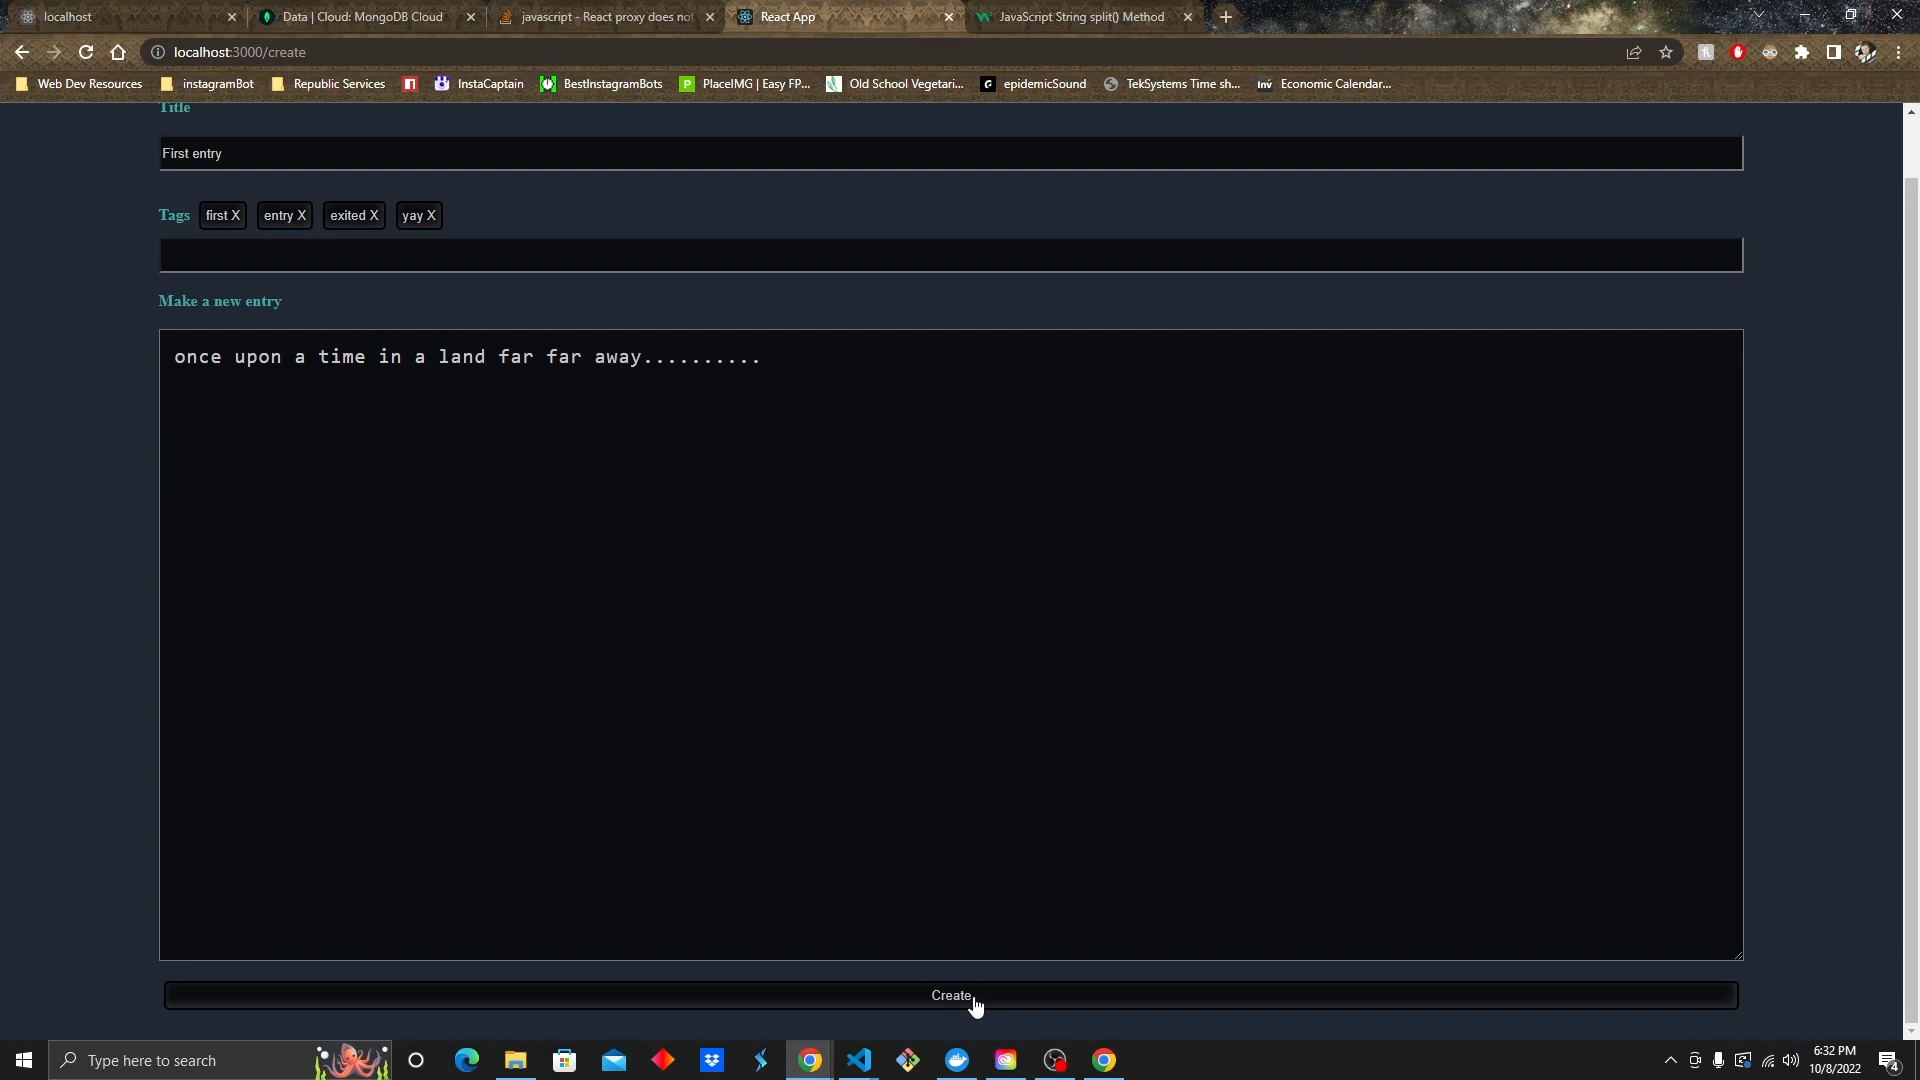 localhost
Data | Cloud: MongoDB Cloud
javascript - React proxy does not
React App
JavaScript String split() Method
localhost:3000/create
Web Dev Resources
instagramBot
Republic Services
InstaCaptain
BestInstagramBots
PlaceIMG | Easy FP...
Old School Vegetari...
epidemicSound
TekSystems Time sh...
Inv
Economic Calendar...
Title
First entry
Tags
first X
entry X
exited X
yay X
Make a new entry
once upon a time in a land far far away..........
Create
Type here to search
6:32 PM
10/8/2022
4